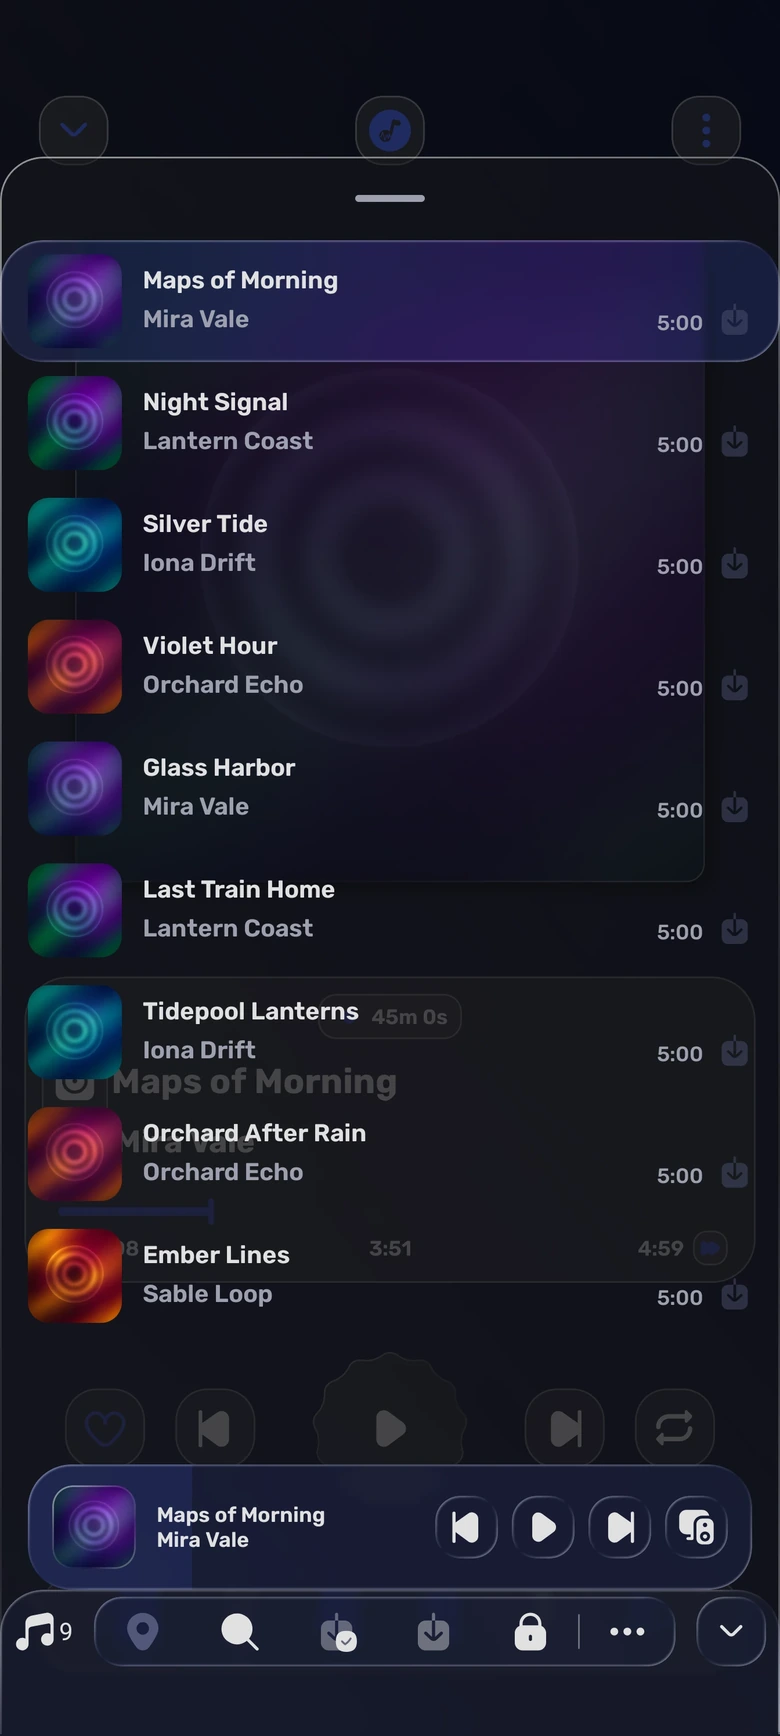 Maps of Morning
Mira Vale
5:00
Night Signal
Lantern Coast
5:00
Silver Tide
Iona Drift
5:00
Violet Hour
Orchard Echo
5:00
Glass Harbor
Mira Vale
5:00
Last Train Home
Lantern Coast
5:00
Tidepool Lanterns
45m 0s
Iona Drift
5:00
Maps of Morning
Orchard After Rain
Mira Vale
Orchard Echo
5:00
3:51
4:59
Ember Lines
Sable Loop
5:00
Maps of Morning
Mira Vale
9